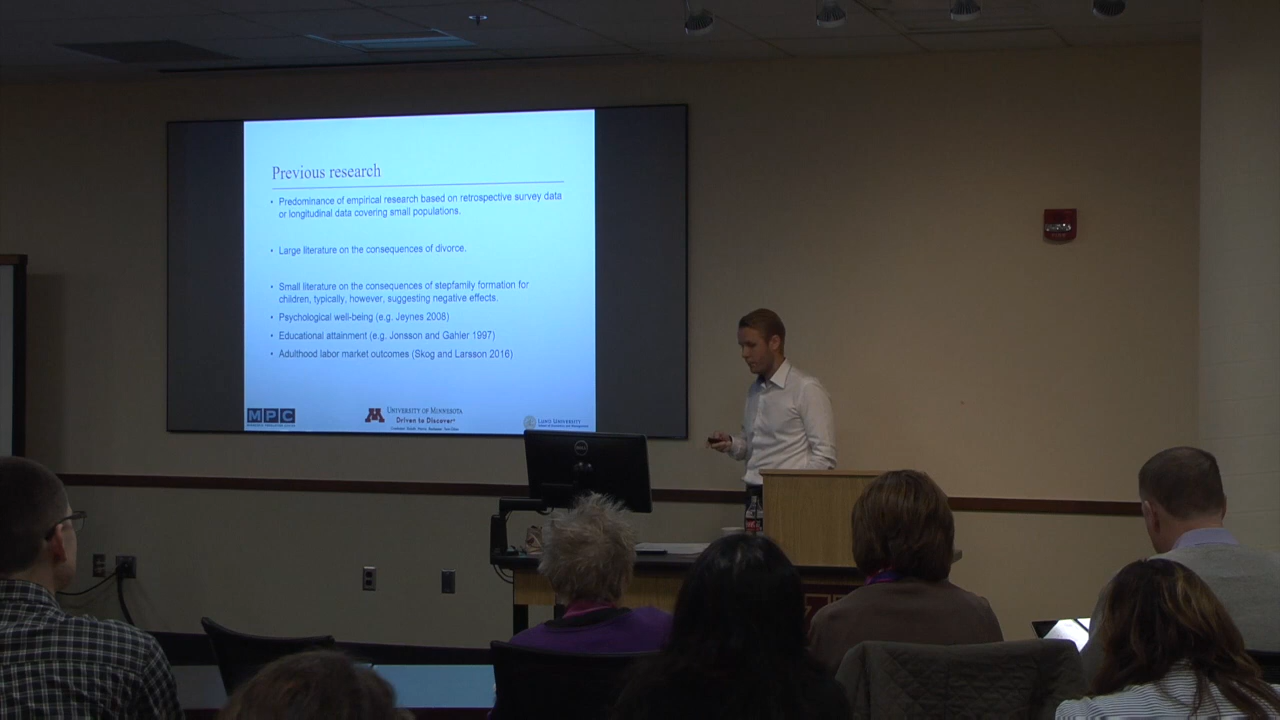 Previous research
• Predominance of empirical research based on retrospective survey data
or longitudinal data covering small populations.
• Large literature on the consequences of divorce.
• Small literature on the consequences of stepfamily formation for
children, typically, however, suggesting negative effects.
• Psychological well-being (e.g. Jeynes 2008)
• Educational attainment (e.g. Jonsson and Gahler 1997)
• Adulthood labor market outcomes (Skog and Larsson 2016)
MPC
M UNIVERSITY OF MINNESOTA
Driven to Discover
LUND UNIVERSITY
DELL